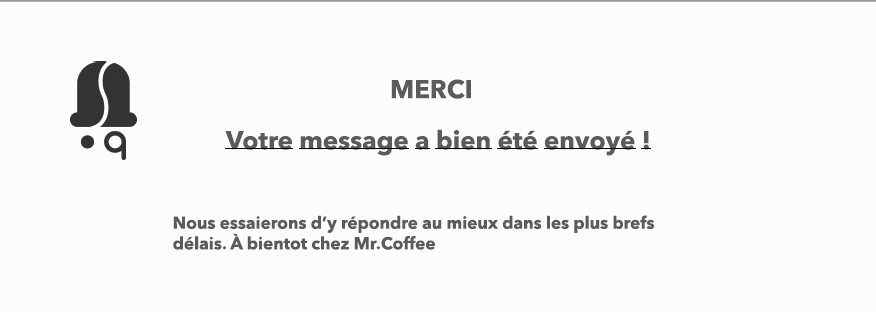 MERCI
Votre message a bien été envoyé !
Nous essaierons d’y répondre au mieux dans les plus brefs
délais. À bientot chez Mr.Coffee